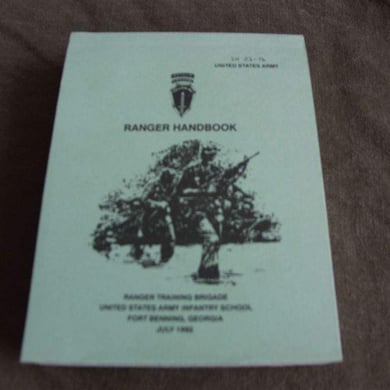 SH 21-76
UNITED STATES ARMY
RANGER HANDBOOK
RANGER TRAINING BRIGADE
UNITED STATES ARMY INFANTRY SCHOOL
FORT BENNING, GEORGIA
JULY 1992